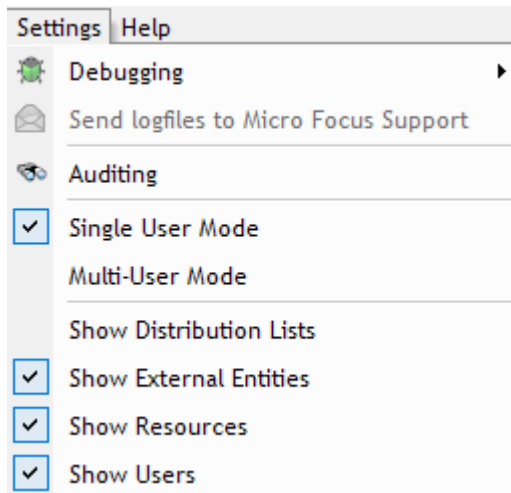 Settings Help
Debugging
Send logfiles to Micro Focus Support
Auditing
Single User Mode
Multi-User Mode
Show Distribution Lists
Show External Entities
Show Resources
Show Users